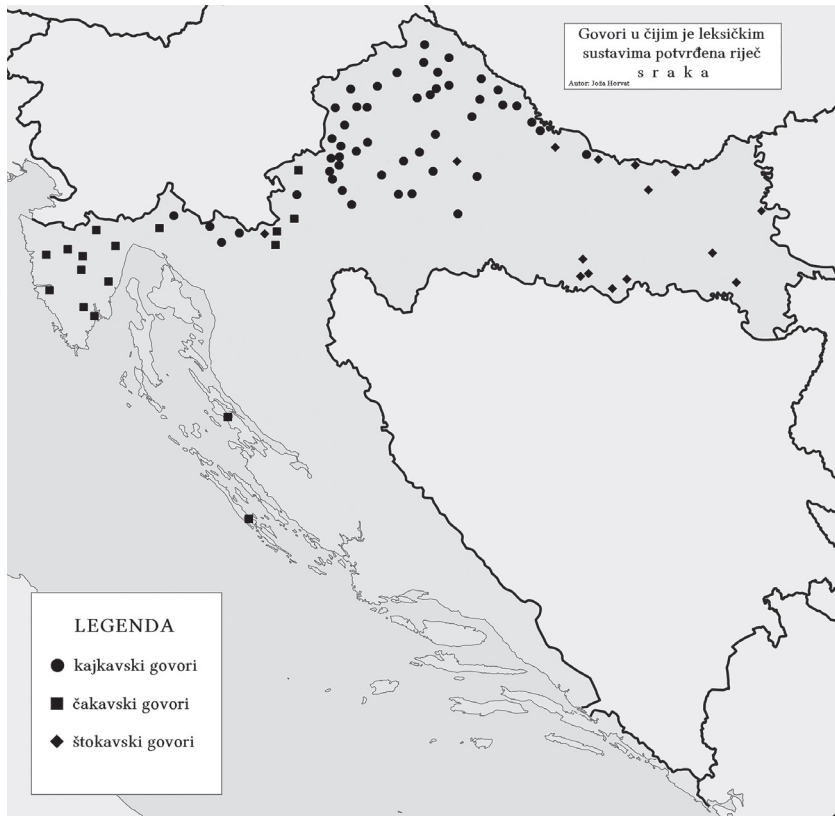 Govori u čijim je leksičkim
sustavima potvrđena riječ
s r a k a
Autor: Joža Horvat
LEGENDA
kajkavski govori
čakavski govori
štokavski govori